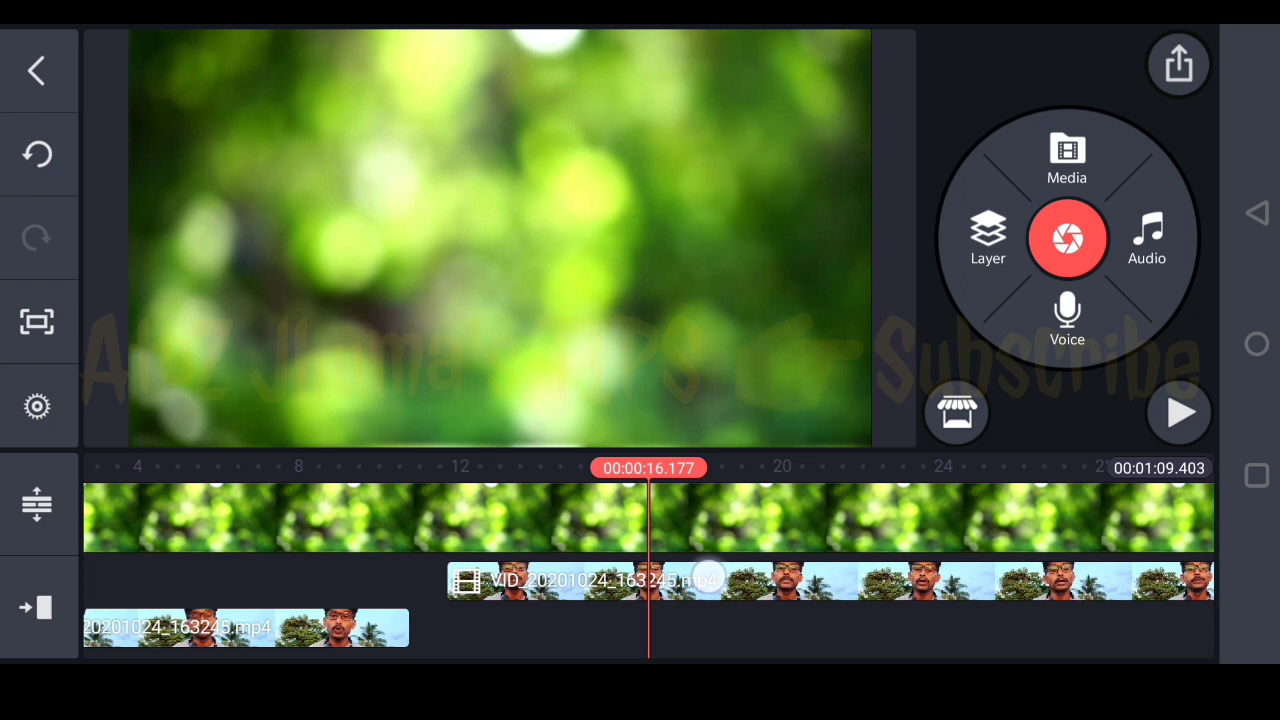 Media
Layer
Audio
Voice
Subscribe
4
8
12
00:00:16.177
20
24
00:01:09.403
VID_20201024_163245.mp4
20201024_163245.mp4